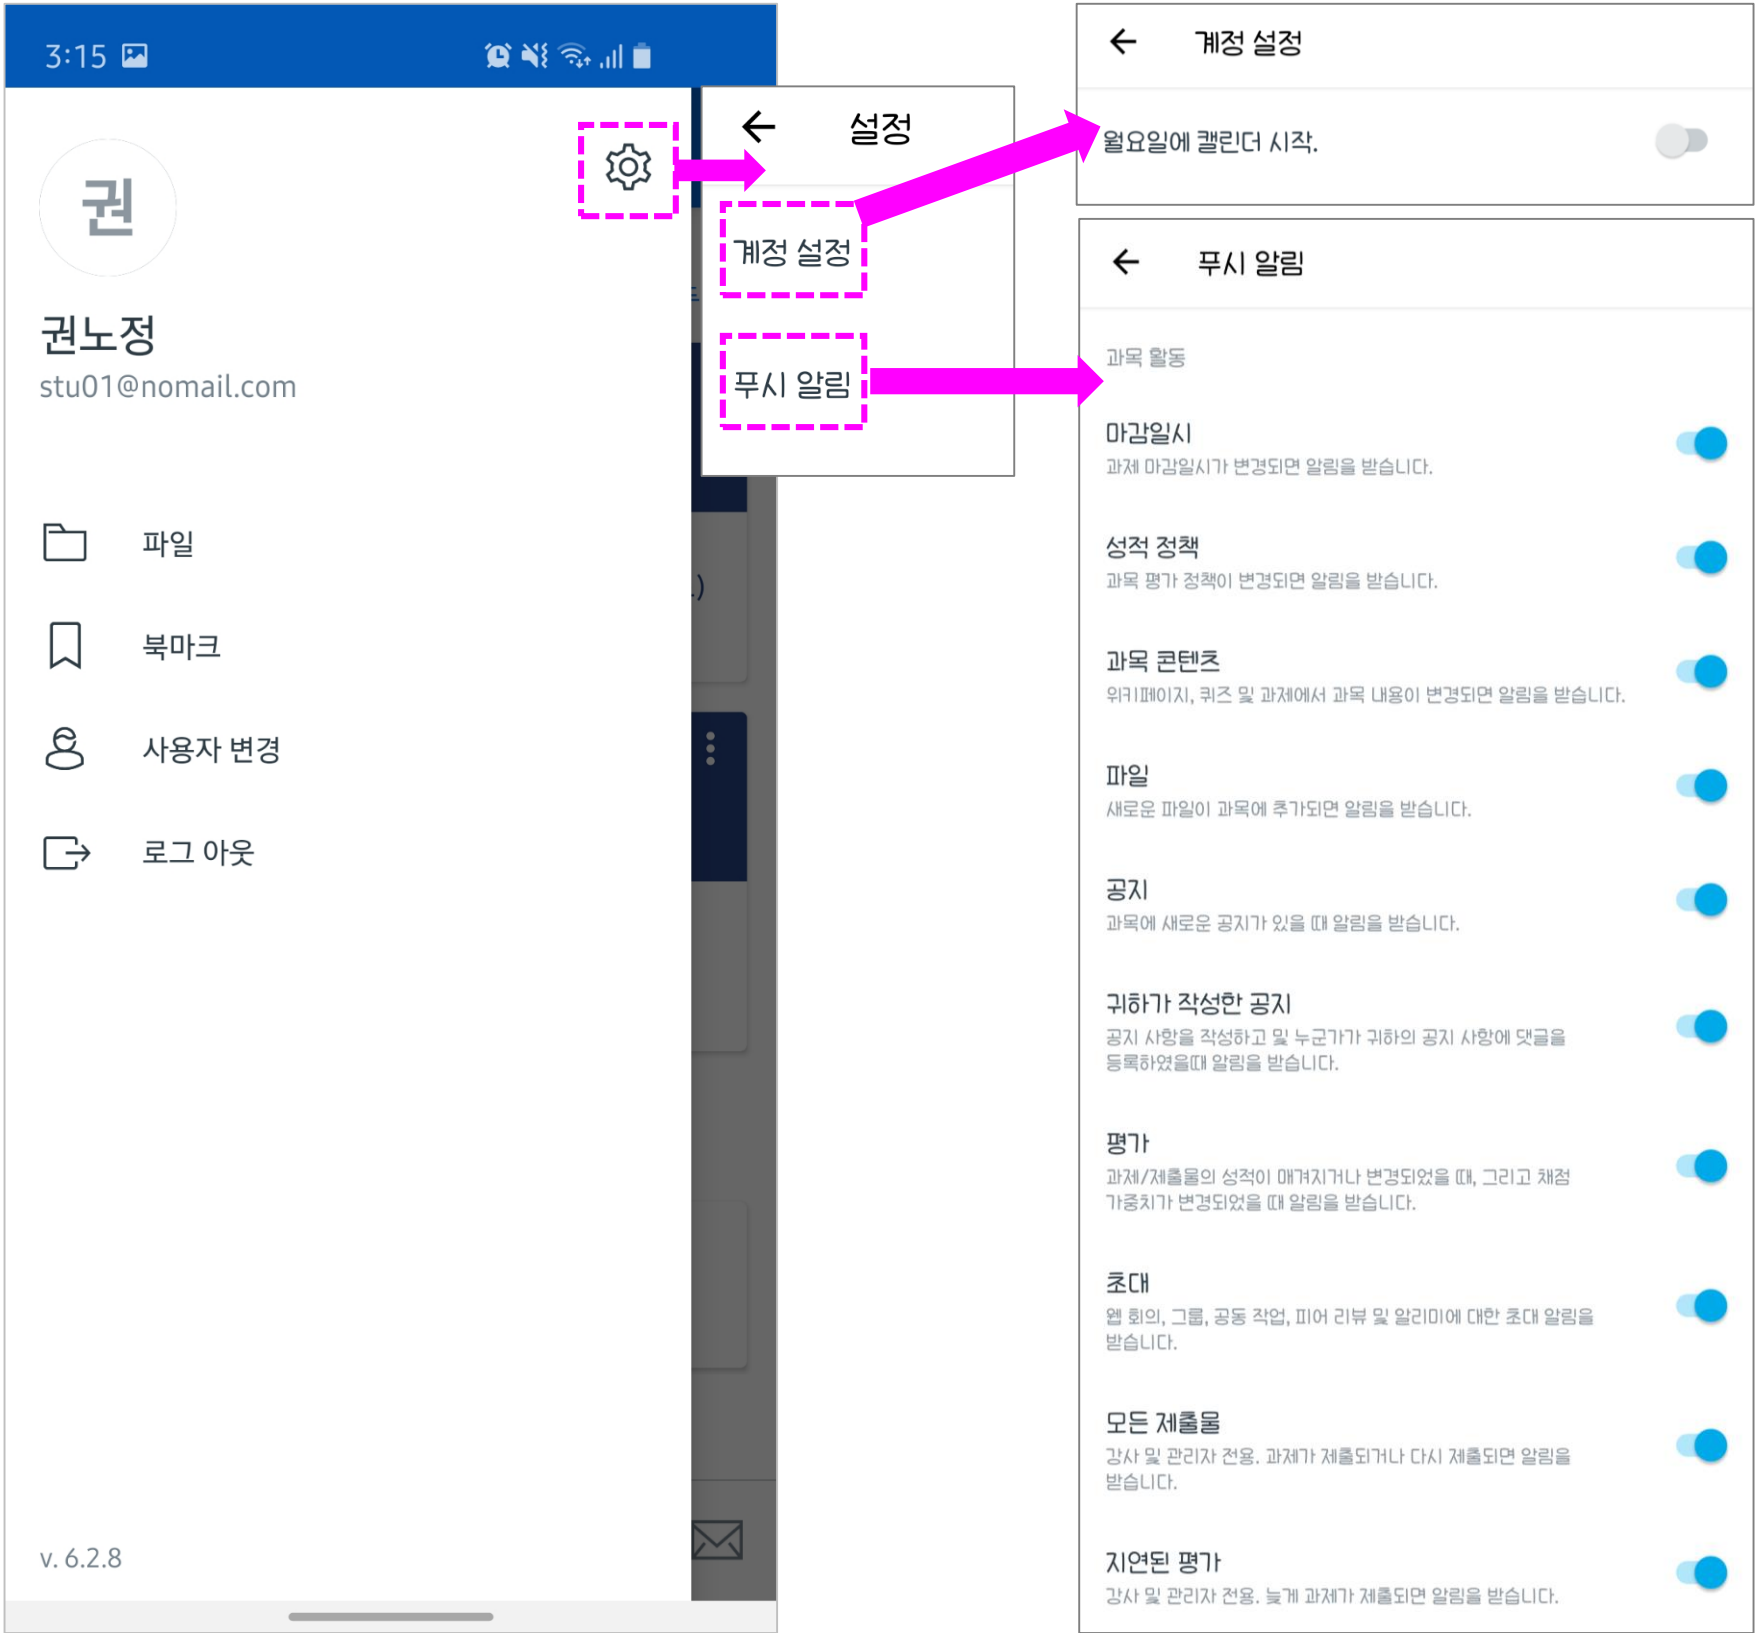 3:15
권
권노정
stu01@nomail.com
파일
북마크
사용자 변경
로그 아웃
v. 6.2.8
.)
설정
계정 설정
푸시 알림
계정 설정
월요일에 캘린더 시작.
푸시 알림
과목 활동
마감일시
과제 마감일시가 변경되면 알림을 받습니다.
성적 정책
과목 평가 정책이 변경되면 알림을 받습니다.
과목 콘텐츠
위키페이지, 퀴즈 및 과제에서 과목 내용이 변경되면 알림을 받습니다.
파일
새로운 파일이 과목에 추가되면 알림을 받습니다.
공지
과목에 새로운 공지가 있을 때 알림을 받습니다.
귀하가 작성한 공지
공지 사항을 작성하고 및 누군가가 귀하의 공지 사항에 댓글을
등록하였을때 알림을 받습니다.
평가
과제/제출물의 성적이 매겨지거나 변경되었을 때, 그리고 채점
가중치가 변경되었을 때 알림을 받습니다.
초대
웹 회의, 그룹, 공동 작업, 피어 리뷰 및 알리미에 대한 초대 알림을
받습니다.
모든 제출물
강사 및 관리자 전용. 과제가 제출되거나 다시 제출되면 알림을
받습니다.
지연된 평가
강사 및 관리자 전용. 늦게 과제가 제출되면 알림을 받습니다.